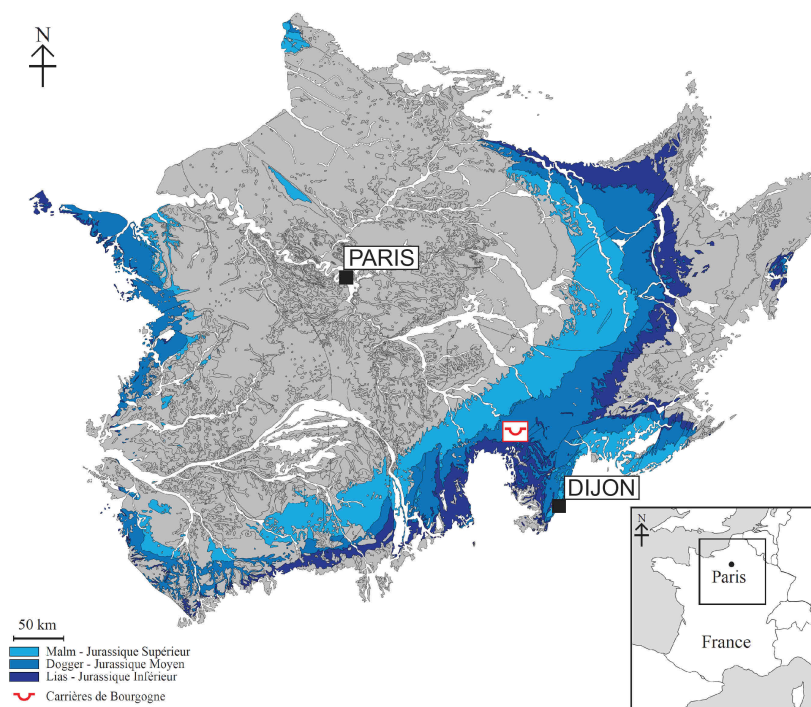 N
PARIS
DIJON
50 km
Malm - Jurassique Supérieur
Dogger - Jurassique Moyen
Lias - Jurassique Inférieur
Carrières de Bourgogne
N
Paris
France